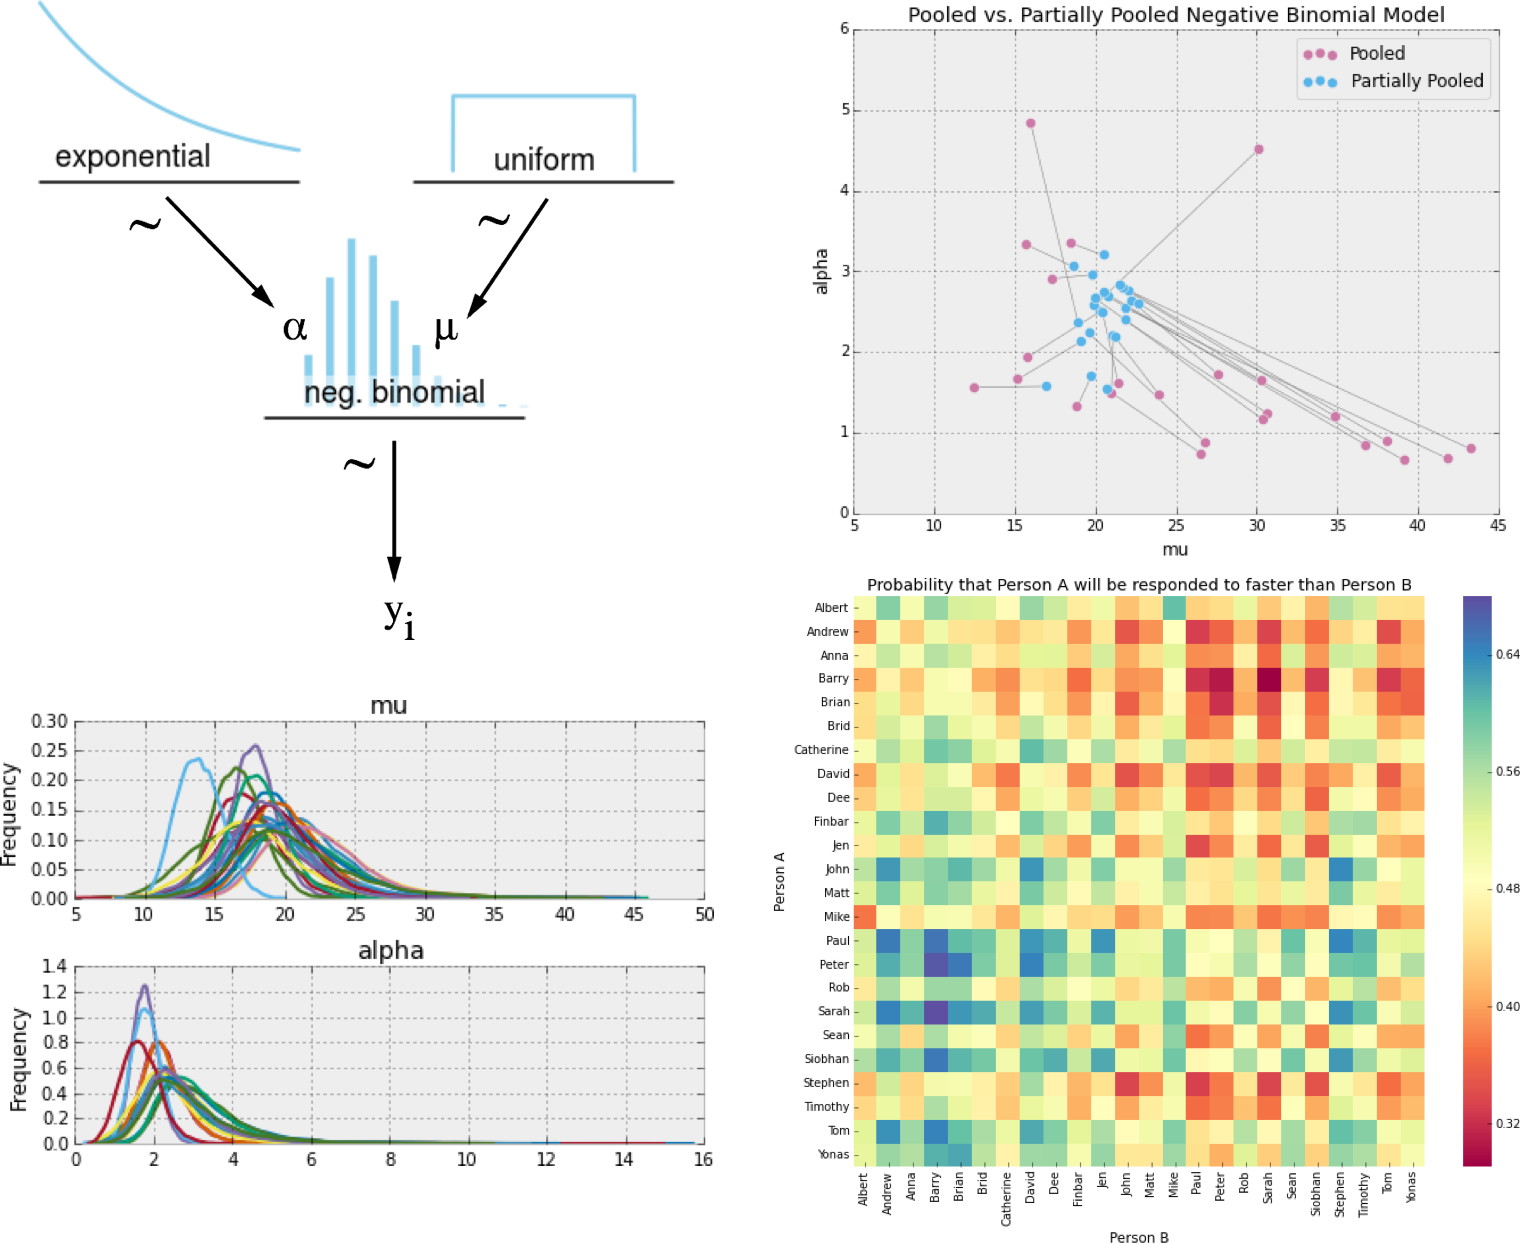 exponential
uniform
~
~
α
μ
neg. binomial
~
yi
Pooled vs. Partially Pooled Negative Binomial Model
Pooled
Partially Pooled
alpha
6
5
4
3
2
1
0
5 10 15 20 25 30 35 40 45
mu
mu
Frequency
0.30
0.25
0.20
0.15
0.10
0.05
0.00
5 10 15 20 25 30 35 40 45 50
alpha
Frequency
1.4
1.2
1.0
0.8
0.6
0.4
0.2
0.0
0 2 4 6 8 10 12 14 16
Probability that Person A will be responded to faster than Person B
Person A
Albert
Andrew
Anna
Barry
Brian
Brid
Catherine
David
Dee
Finbar
Jen
John
Matt
Mike
Paul
Peter
Rob
Sarah
Sean
Siobhan
Stephen
Timothy
Tom
Yonas
Albert Andrew Anna Barry Brian Brid Catherine David Dee Finbar Jen John Matt Mike Paul Peter Rob Sarah Sean Siobhan Stephen Timothy Tom Yonas
Person B
0.64
0.56
0.48
0.40
0.32